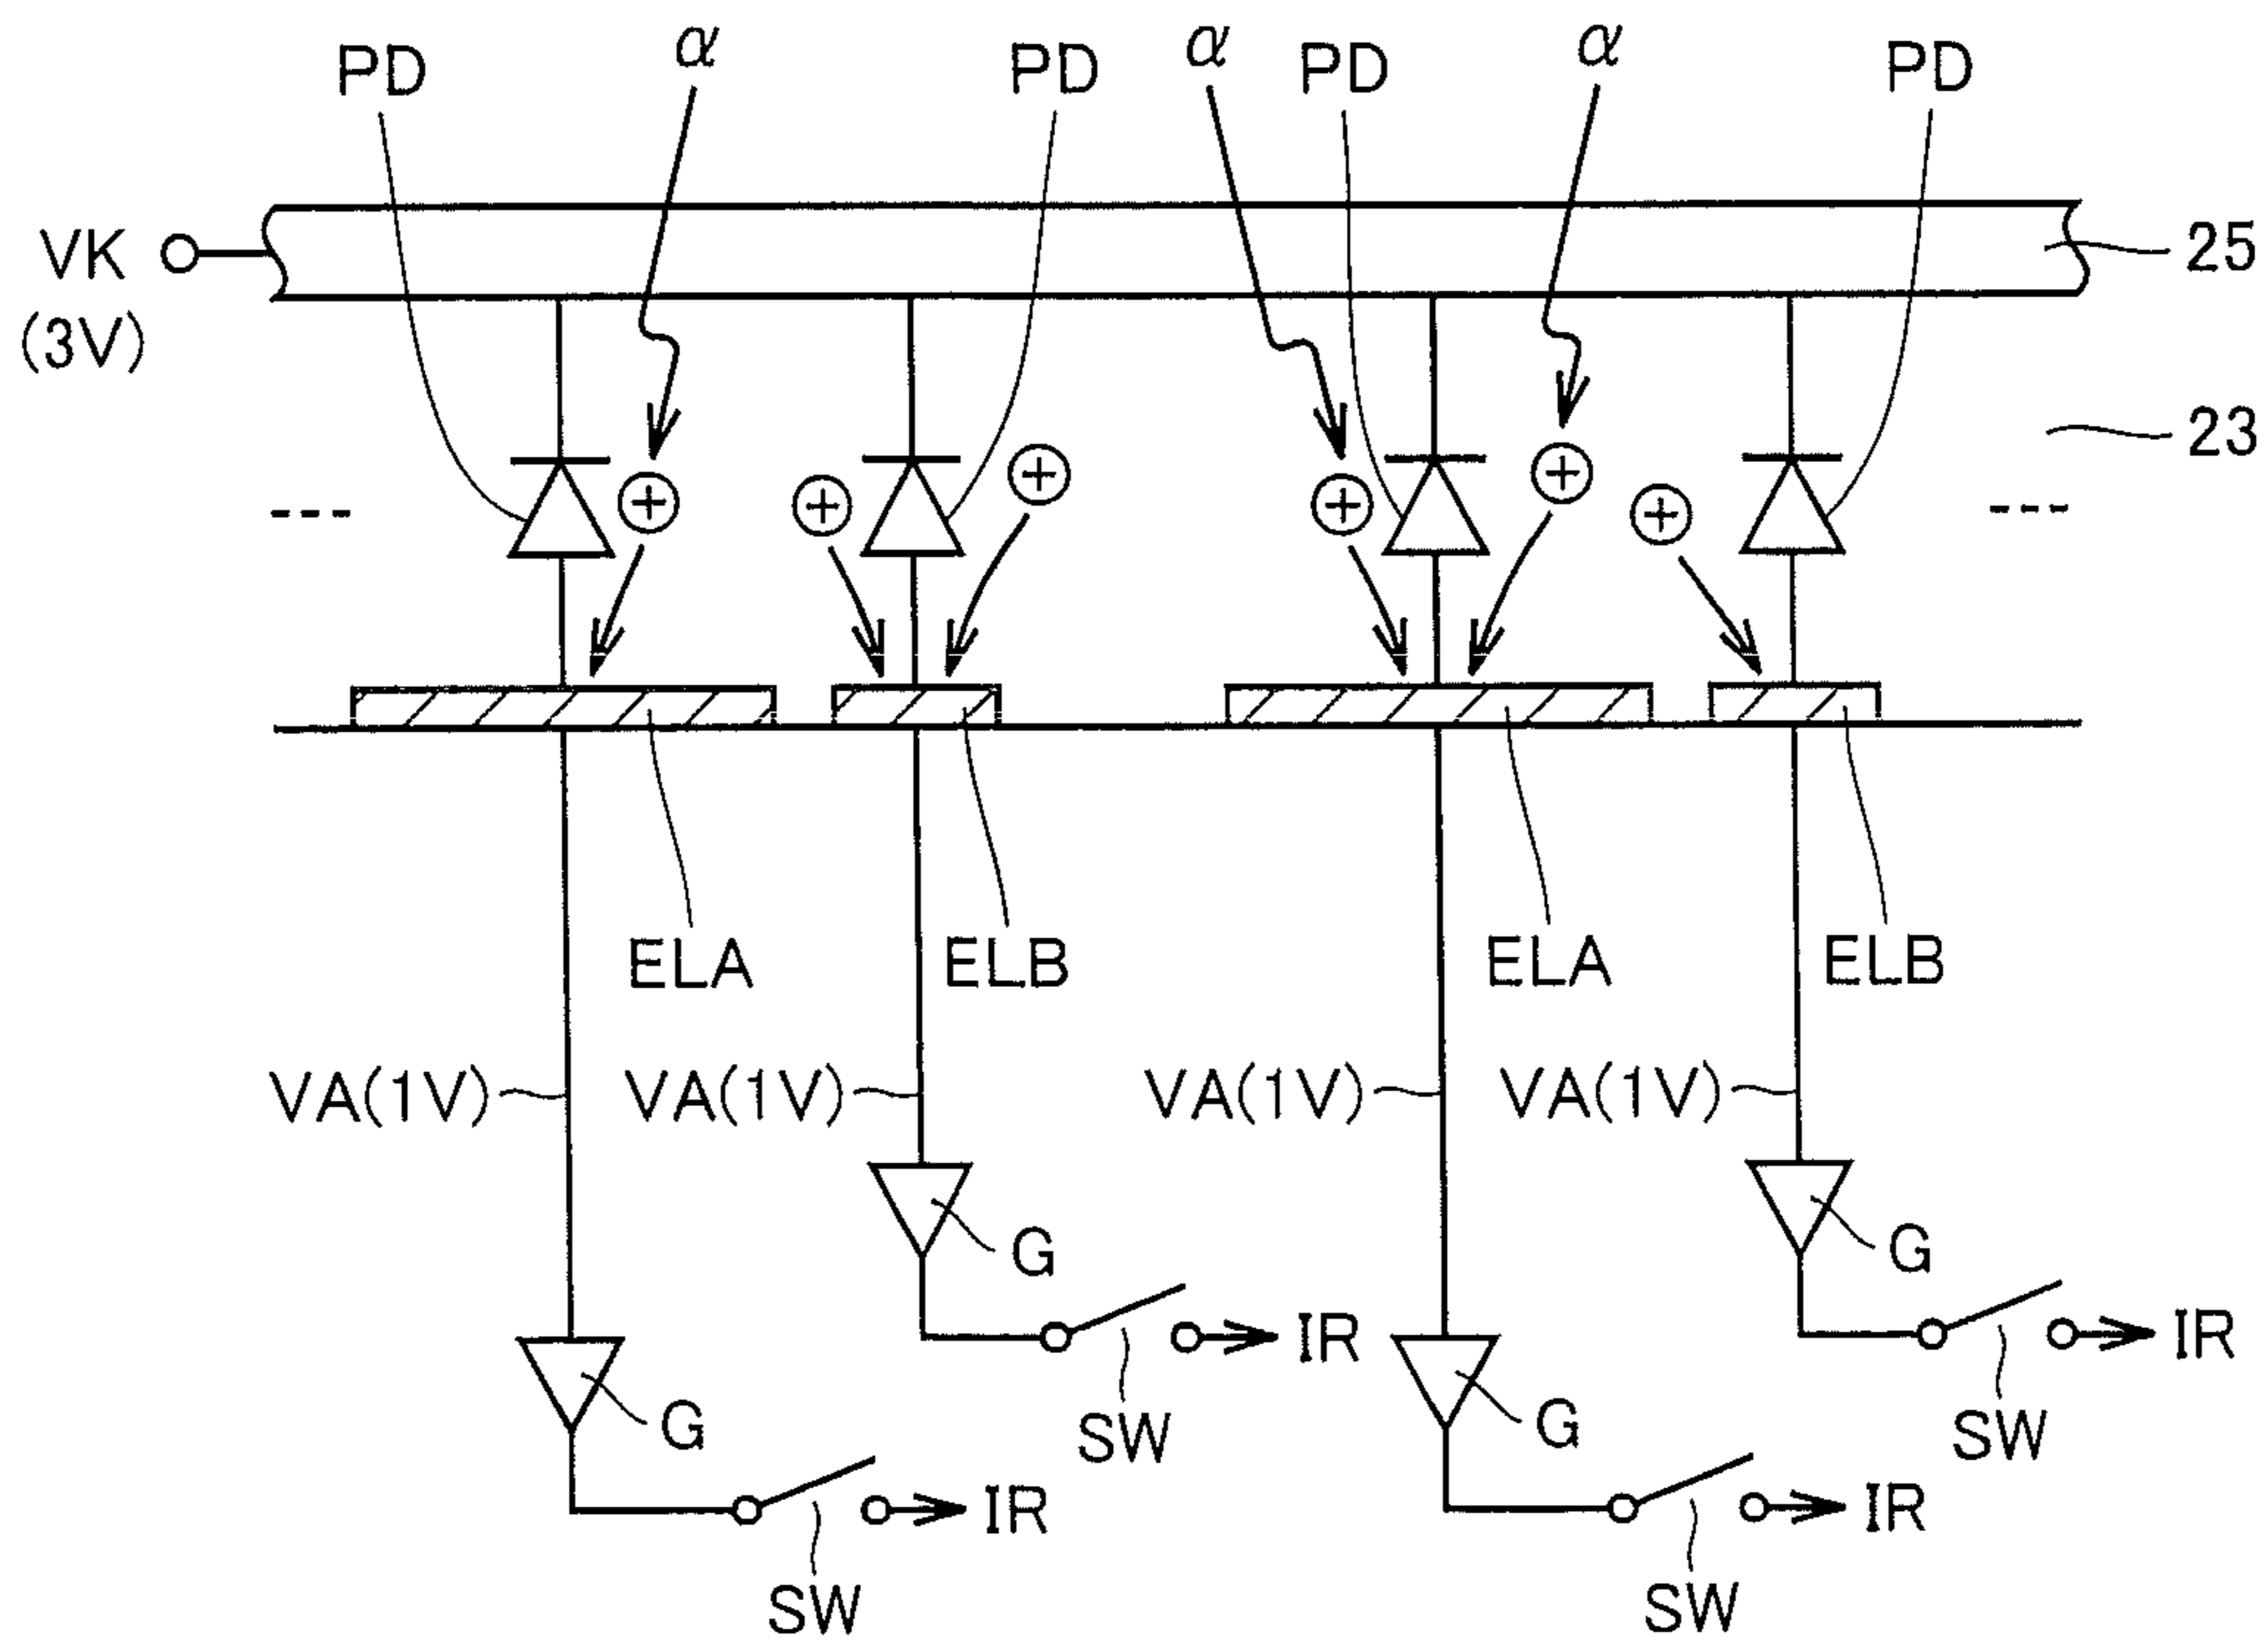 PD α PD α PD α PD
VK 25
(3V)
23
+ + + + + +
ELA ELB ELA ELB
VA(1V) VA(1V) VA(1V) VA(1V)
G G
IR IR
G SW G SW
IR IR
SW SW